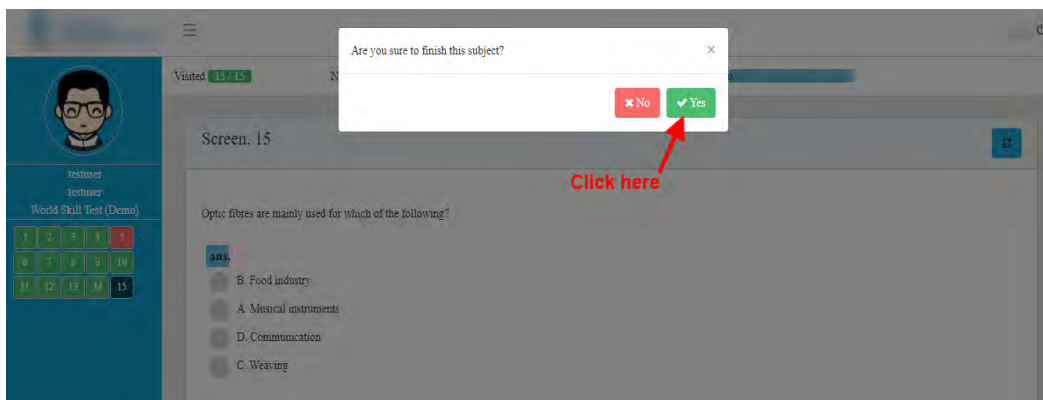 Are you sure to finish this subject?
×
Visited 15 / 15
No
Yes
Screen. 15
Click here
testuser
testuser
World Skill Test (Demo)
Optic fibres are mainly used for which of the following?
1 2 3 4 5
6 7 8 9 10
11 12 13 14 15
ans.
B. Food industry
A. Musical instruments
D. Communication
C. Weaving